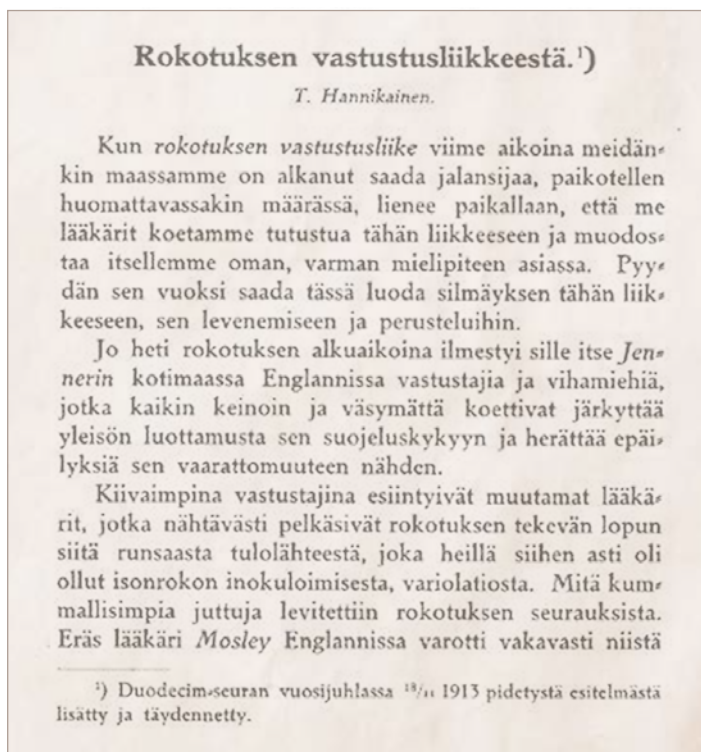 Rokotuksen vastustusliikkeestä.¹)
T. Hannikainen.
Kun rokotuksen vastustusliike viime aikoina meidän-
kin maassamme on alkanut saada jalansijaa, paikotellen
huomattavassakin määrässä, lienee paikallaan, että me
lääkärit koetamme tutustua tähän liikkeeseen ja muodos-
taa itsellemme oman, varman mielipiteen asiassa. Pyy-
dän sen vuoksi saada tässä luoda silmäyksen tähän liik-
keeseen, sen levenemiseen ja perusteluihin.
Jo heti rokotuksen alkuaikoina ilmestyi sille itse Jen-
nerin kotimaassa Englannissa vastustajia ja vihamiehiä,
jotka kaikin keinoin ja väsymättä koettivat järkyttää
yleisön luottamusta sen suojeluskykyyn ja herättää epäi-
lyksiä sen vaarattomuuteen nähden.
Kiivaimpina vastustajina esiintyivät muutamat lääkä-
rit, jotka nähtävästi pelkäsivät rokotuksen tekevän lopun
siitä runsaasta tulolähteestä, joka heillä siihen asti oli
ollut isonrokon inokuloimisesta, variolatiosta. Mitä kum-
mallisimpia juttuja levitettiin rokotuksen seurauksista.
Eräs lääkäri Mosley Englannissa varotti vakavasti niistä
¹) Duodecim-seuran vuosijuhlassa ¹⁸/₁₁ 1913 pidetystä esitelmästä
lisätty ja täydennetty.